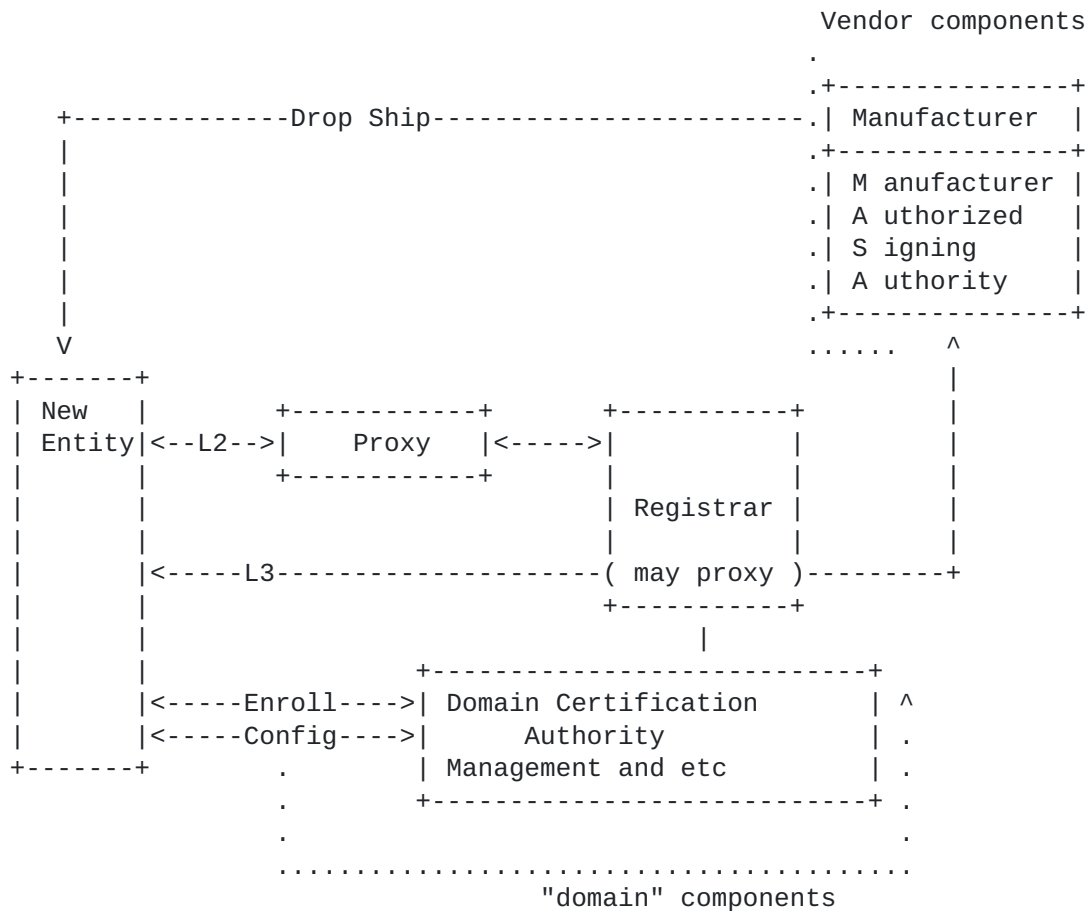 Vendor components
Drop Ship
Manufacturer
M anufacturer
A uthorized
S igning
A uthority
V
New
Entity
L2
Proxy
Registrar
L3
( may proxy )
Enroll
Domain Certification
Config
Authority
Management and etc
"domain" components